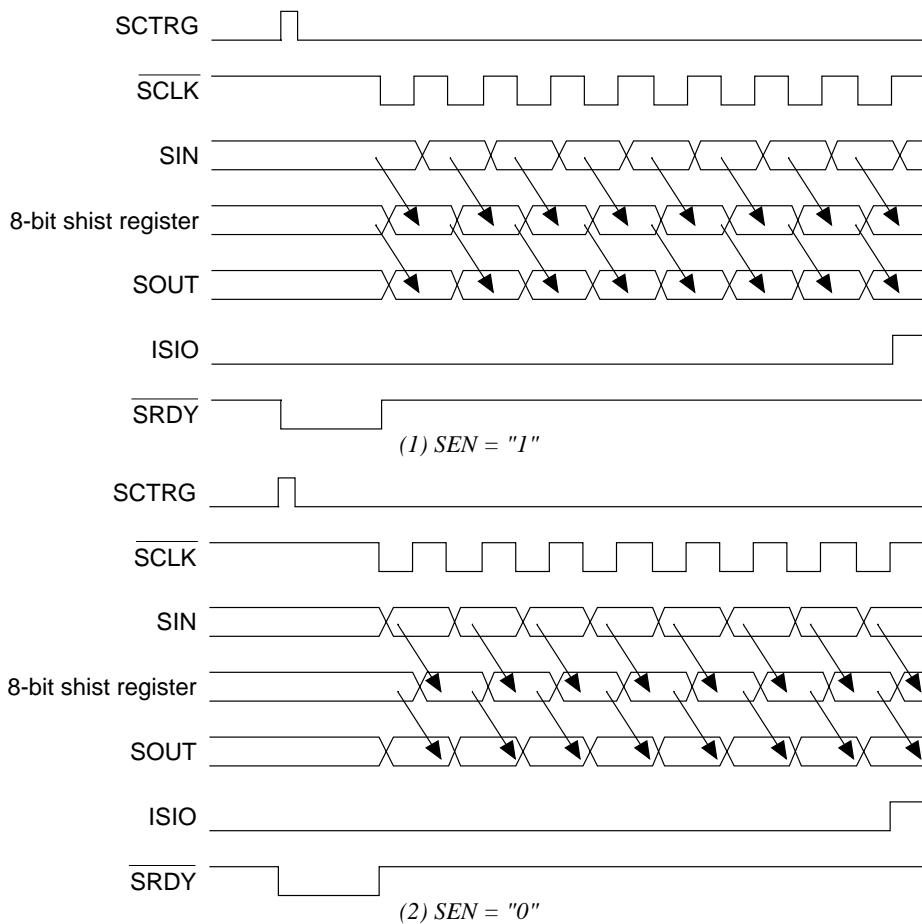 SCTRG
SCLK
SIN
8-bit shist register
SOUT
ISIO
SRDY
(1) SEN = "1"
SCTRG
SCLK
SIN
8-bit shist register
SOUT
ISIO
SRDY
(2) SEN = "0"